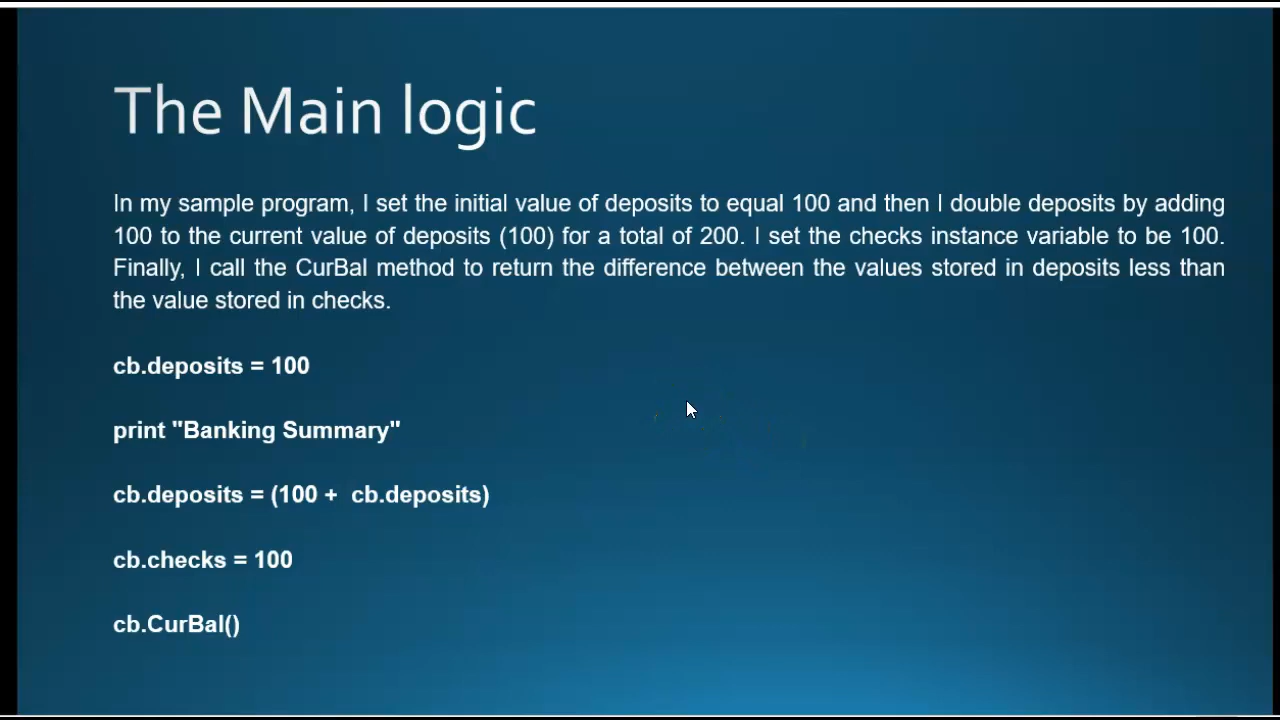 The Main logic
In my sample program, I set the initial value of deposits to equal 100 and then I double deposits by adding
100 to the current value of deposits (100) for a total of 200. I set the checks instance variable to be 100.
Finally, I call the CurBal method to return the difference between the values stored in deposits less than
the value stored in checks.
cb.deposits = 100
print "Banking Summary"
cb.deposits = (100 +  cb.deposits)
cb.checks = 100
cb.CurBal()